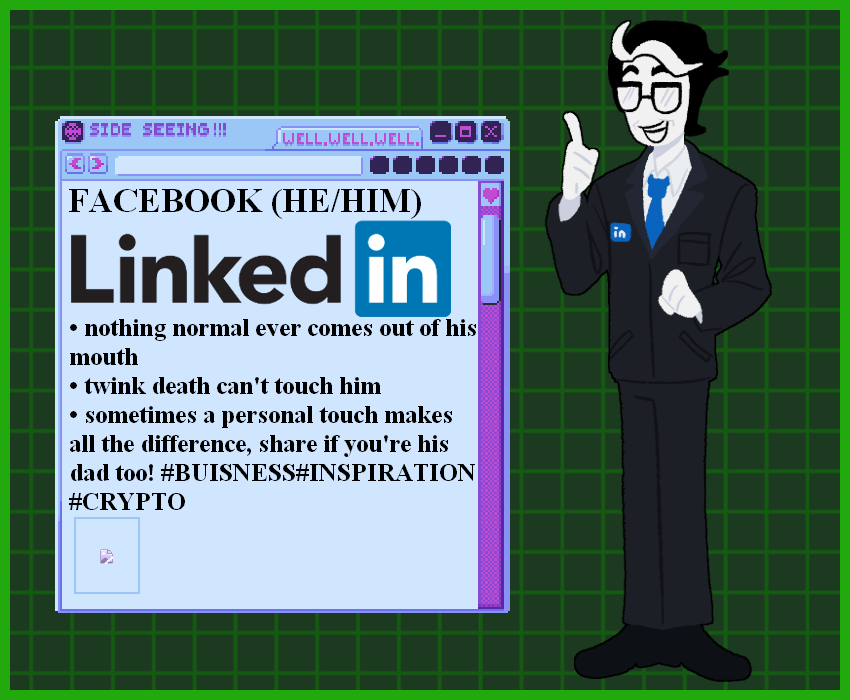 SIDE SEEING!!!
WELL.WELL.WELL.
FACEBOOK (HE/HIM)
Linked in
• nothing normal ever comes out of his
mouth
• twink death can't touch him
• sometimes a personal touch makes
all the difference, share if you're his
dad too! #BUISNESS#INSPIRATION
#CRYPTO
in